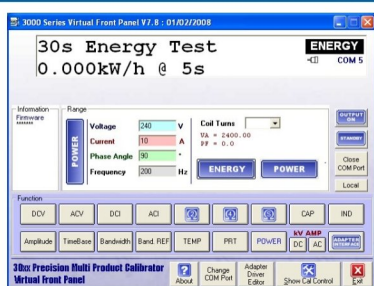 3000 Series Virtual Front Panel V7.8 : 01/02/2008
30s Energy Test
0.000kW/h @ 5s
ENERGY
COM 5
Infomation
Firmware
*******
Range
POWER
Voltage 240 V
Current 10 A
Phase Angle 90 °
Frequency 200 Hz
Coil Turns
VA = 2400.00
PF = 0.0
ENERGY POWER
OUTPUT ON
STANDBY
Close COM Port
Local
Function
DCV ACV DCI ACI CAP IND
Amplitude TimeBase Bandwidth Band. REF TEMP PRT POWER
kV AMP
DC AC
ADAPTER INTERFACE
30xx Precision Multi Product Calibrator
Virtual Front Panel
About
Change COM Port
Adapter Driver Editor
Show Cal Control
Exit